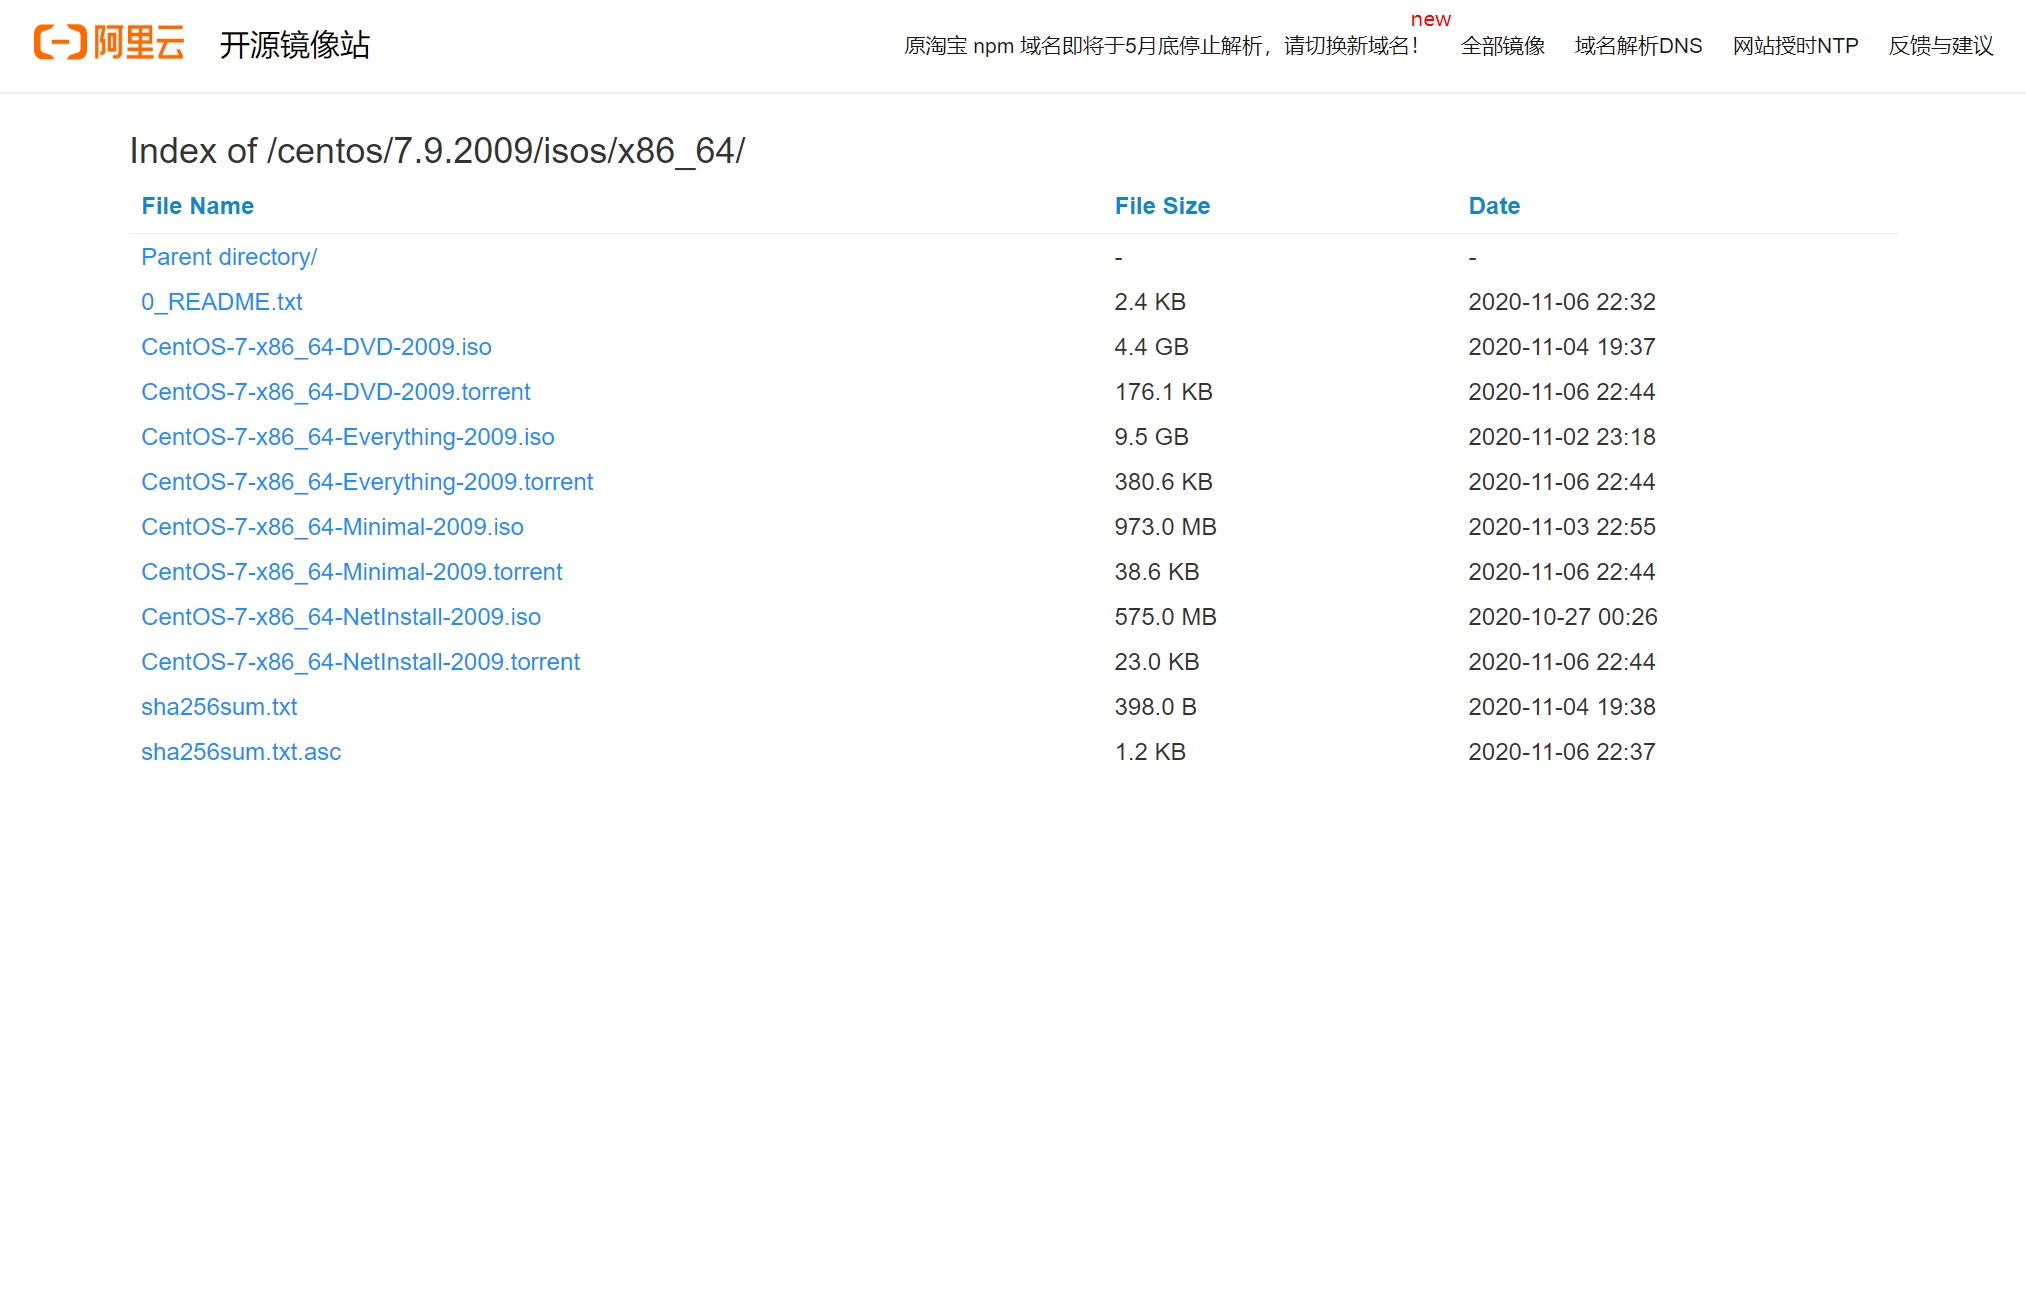 阿里云 开源镜像站 原淘宝 npm 域名即将于5月底停止解析，请切换新域名！ new 全部镜像 域名解析DNS 网站授时NTP 反馈与建议
Index of /centos/7.9.2009/isos/x86_64/
File Name File Size Date
Parent directory/ - -
0_README.txt 2.4 KB 2020-11-06 22:32
CentOS-7-x86_64-DVD-2009.iso 4.4 GB 2020-11-04 19:37
CentOS-7-x86_64-DVD-2009.torrent 176.1 KB 2020-11-06 22:44
CentOS-7-x86_64-Everything-2009.iso 9.5 GB 2020-11-02 23:18
CentOS-7-x86_64-Everything-2009.torrent 380.6 KB 2020-11-06 22:44
CentOS-7-x86_64-Minimal-2009.iso 973.0 MB 2020-11-03 22:55
CentOS-7-x86_64-Minimal-2009.torrent 38.6 KB 2020-11-06 22:44
CentOS-7-x86_64-NetInstall-2009.iso 575.0 MB 2020-10-27 00:26
CentOS-7-x86_64-NetInstall-2009.torrent 23.0 KB 2020-11-06 22:44
sha256sum.txt 398.0 B 2020-11-04 19:38
sha256sum.txt.asc 1.2 KB 2020-11-06 22:37